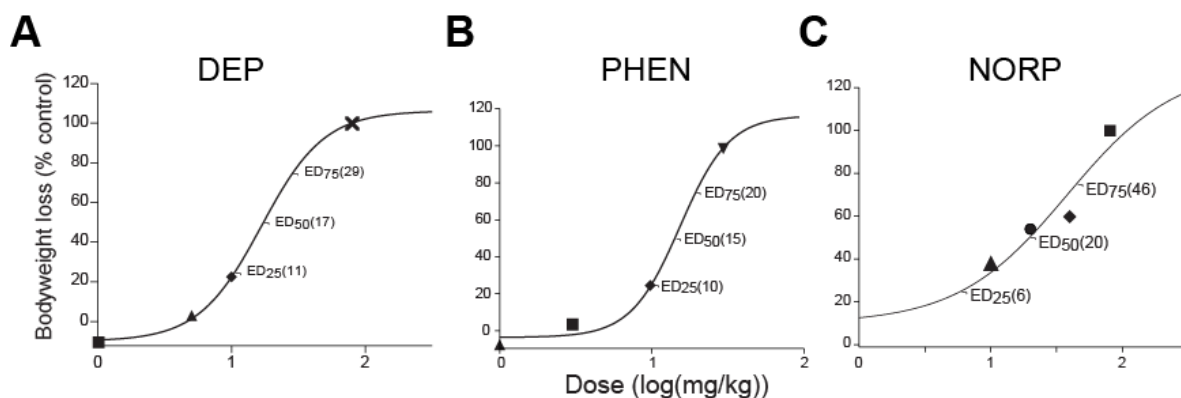 A
DEP
Bodyweight loss (% control)
120
100
80
60
40
20
0
ED75(29)
ED50(17)
ED25(11)
0
1
2
B
PHEN
120
100
80
60
40
20
0
ED75(20)
ED50(15)
ED25(10)
0
1
2
Dose (log(mg/kg))
C
NORP
120
100
80
60
40
20
0
ED75(46)
ED50(20)
ED25(6)
0
1
2